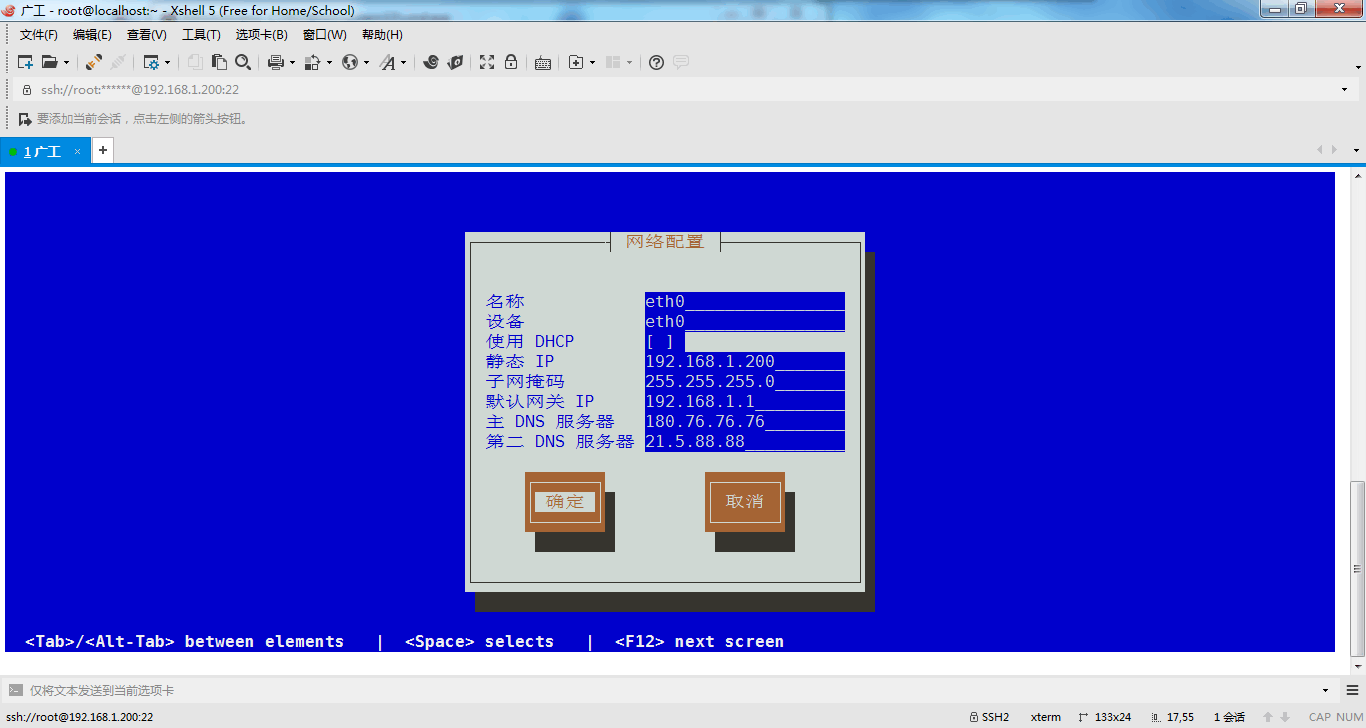 广工 - root@localhost:~ - Xshell 5 (Free for Home/School)
文件(F) 编辑(E) 查看(V) 工具(T) 选项卡(B) 窗口(W) 帮助(H)
ssh://root:******@192.168.1.200:22
要添加当前会话，点击左侧的箭头按钮。
1 广工 × +
网络配置
名称 eth0
设备 eth0
使用 DHCP [ ]
静态 IP 192.168.1.200
子网掩码 255.255.255.0
默认网关 IP 192.168.1.1
主 DNS 服务器 180.76.76.76
第二 DNS 服务器 21.5.88.88
确定 取消
<Tab>/<Alt-Tab> between elements | <Space> selects | <F12> next screen
仅将文本发送到当前选项卡
ssh://root@192.168.1.200:22 SSH2 xterm 133x24 17,55 1 会话 CAP NUM